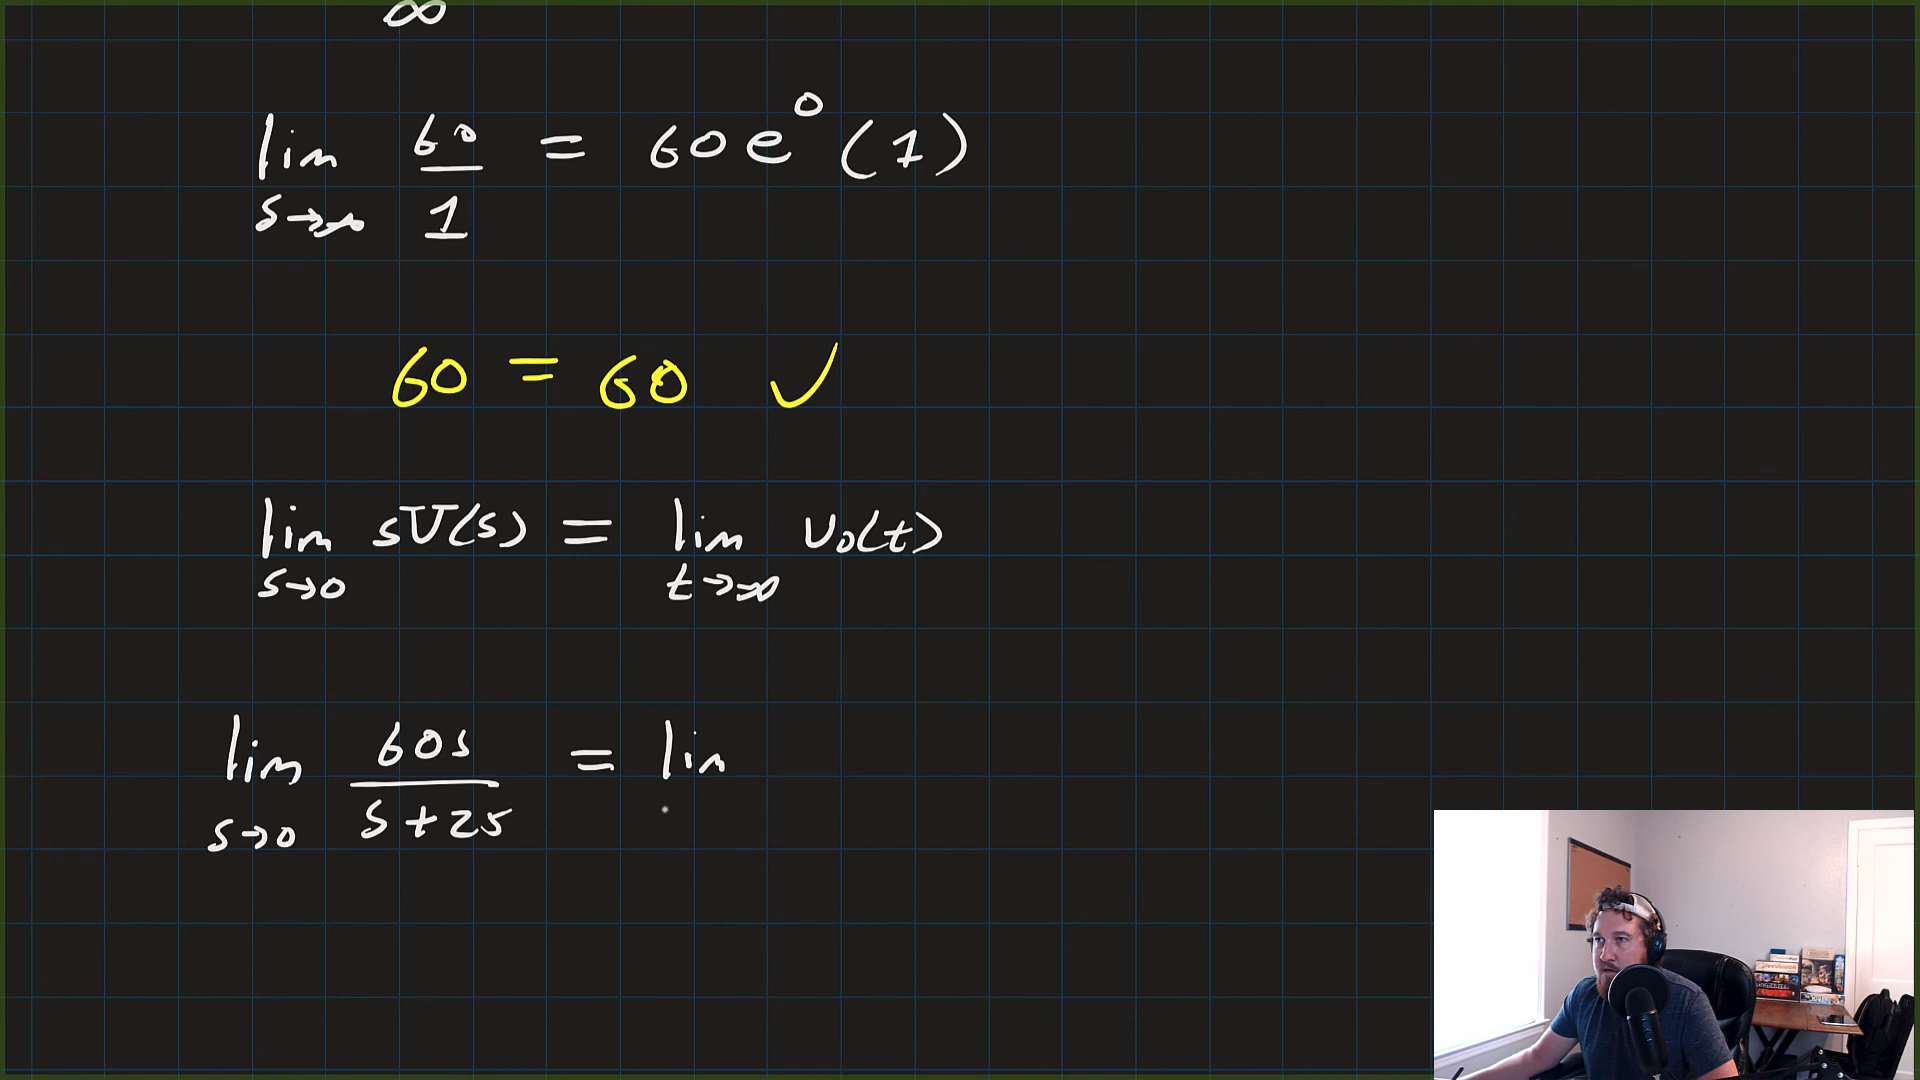 ∞
lim 60 = 60e⁰(1)
s→∞ 1
60 = 60 ✓
lim sV(s) = lim v₀(t)
s→0 t→∞
lim 60s = lim
s→0 s+25